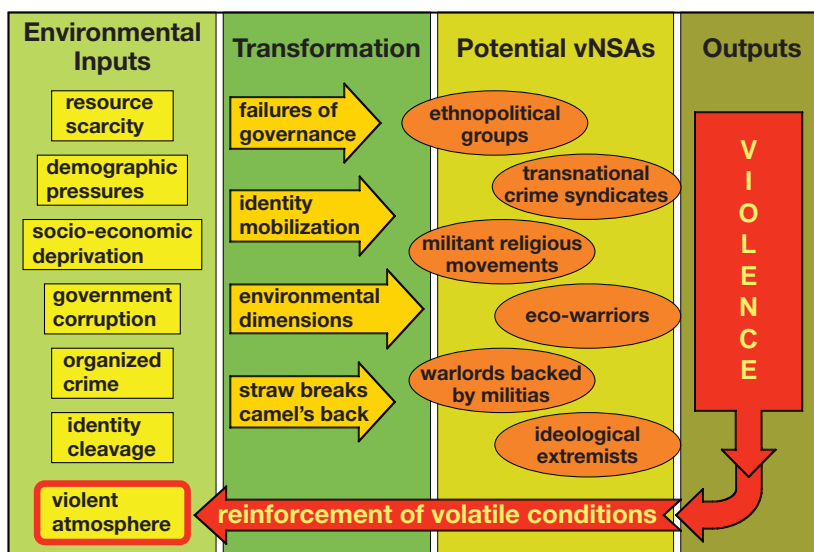 Environmental
Inputs
Transformation
Potential vNSAs
Outputs
resource
scarcity
demographic
pressures
socio-economic
deprivation
government
corruption
organized
crime
identity
cleavage
violent
atmosphere
failures of
governance
identity
mobilization
environmental
dimensions
straw breaks
camel's back
ethnopolitical
groups
transnational
crime syndicates
militant religious
movements
eco-warriors
warlords backed
by militias
ideological
extremists
V
I
O
L
E
N
C
E
reinforcement of volatile conditions